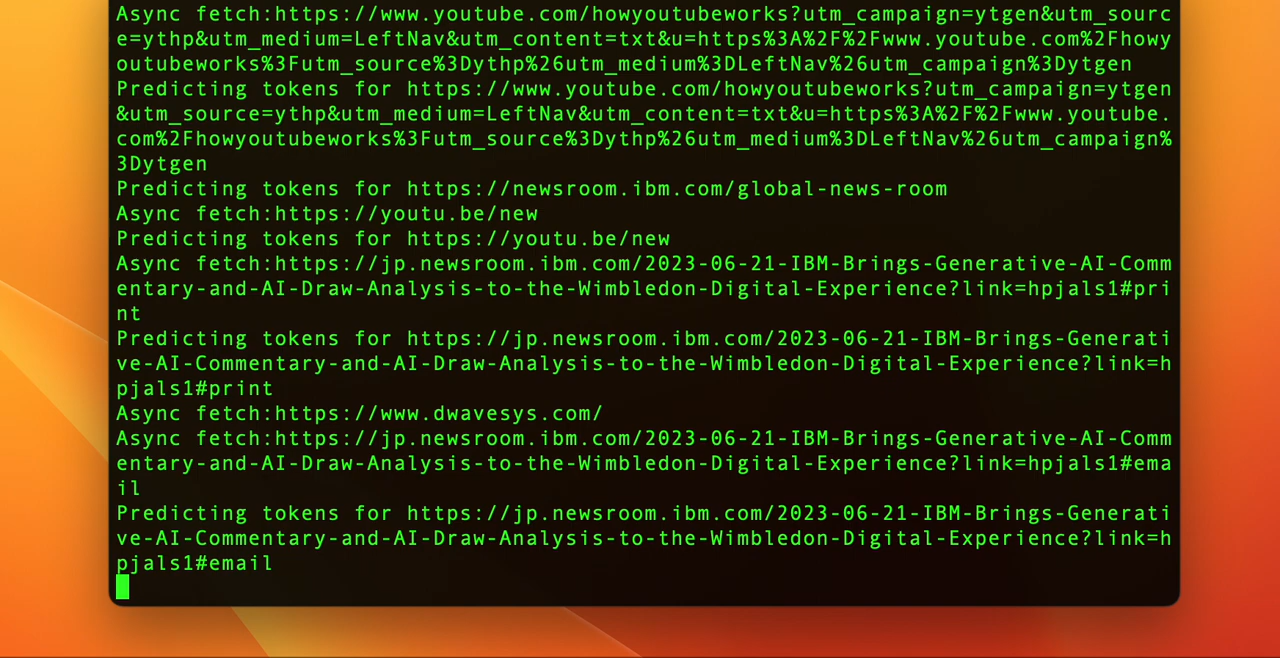 Async fetch:https://www.youtube.com/howyoutubeworks?utm_campaign=ytgen&utm_sourc
e=ythp&utm_medium=LeftNav&utm_content=txt&u=https%3A%2F%2Fwww.youtube.com%2Fhowy
outubeworks%3Futm_source%3Dythp%26utm_medium%3DLeftNav%26utm_campaign%3Dytgen
Predicting tokens for https://www.youtube.com/howyoutubeworks?utm_campaign=ytgen
&utm_source=ythp&utm_medium=LeftNav&utm_content=txt&u=https%3A%2F%2Fwww.youtube.
com%2Fhowyoutubeworks%3Futm_source%3Dythp%26utm_medium%3DLeftNav%26utm_campaign%
3Dytgen
Predicting tokens for https://newsroom.ibm.com/global-news-room
Async fetch:https://youtu.be/new
Predicting tokens for https://youtu.be/new
Async fetch:https://jp.newsroom.ibm.com/2023-06-21-IBM-Brings-Generative-AI-Comm
entary-and-AI-Draw-Analysis-to-the-Wimbledon-Digital-Experience?link=hpjals1#pri
nt
Predicting tokens for https://jp.newsroom.ibm.com/2023-06-21-IBM-Brings-Generati
ve-AI-Commentary-and-AI-Draw-Analysis-to-the-Wimbledon-Digital-Experience?link=h
pjals1#print
Async fetch:https://www.dwavesys.com/
Async fetch:https://jp.newsroom.ibm.com/2023-06-21-IBM-Brings-Generative-AI-Comm
entary-and-AI-Draw-Analysis-to-the-Wimbledon-Digital-Experience?link=hpjals1#ema
il
Predicting tokens for https://jp.newsroom.ibm.com/2023-06-21-IBM-Brings-Generati
ve-AI-Commentary-and-AI-Draw-Analysis-to-the-Wimbledon-Digital-Experience?link=h
pjals1#email